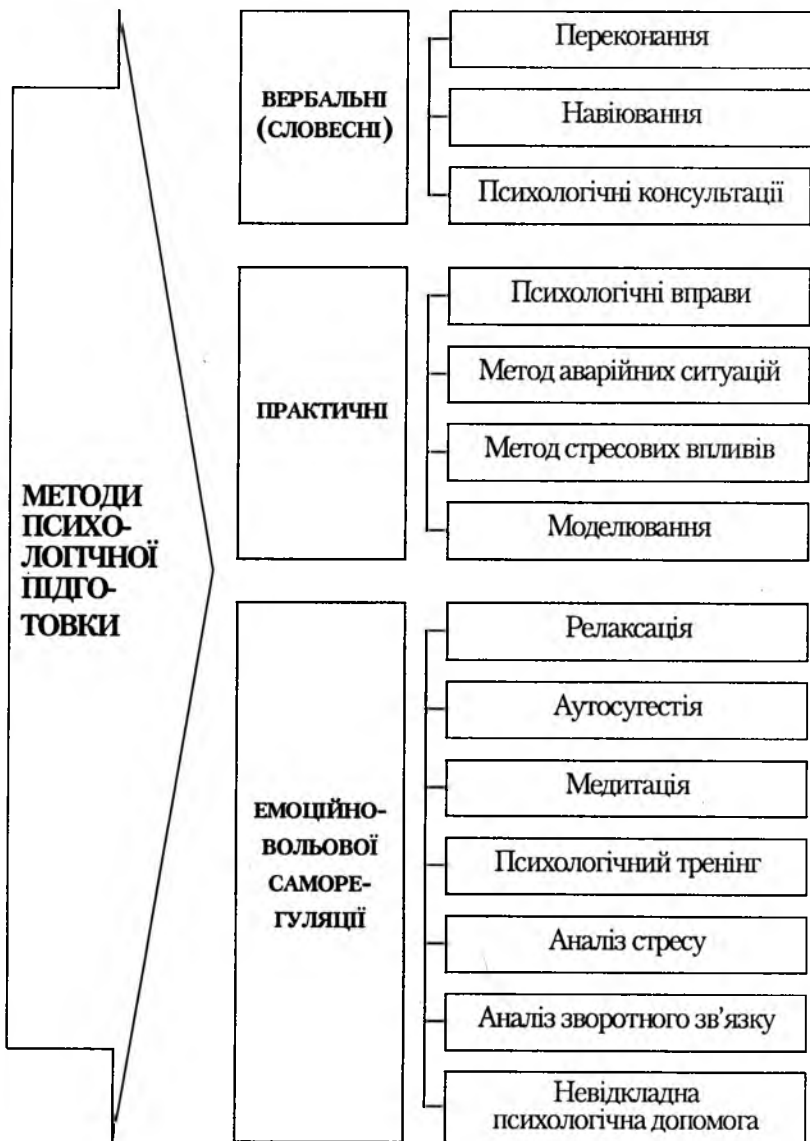 МЕТОДИ
ПСИХО-
ЛОГІЧНОЇ
ПІДГО-
ТОВКИ
ВЕРБАЛЬНІ
(СЛОВЕСНІ)
Переконання
Навіювання
Психологічні консультації
ПРАКТИЧНІ
Психологічні вправи
Метод аварійних ситуацій
Метод стресових впливів
Моделювання
ЕМОЦІЙНО-
ВОЛЬОВОЇ
САМОРЕ-
ГУЛЯЦІЇ
Релаксація
Аутосугестія
Медитація
Психологічний тренінг
Аналіз стресу
Аналіз зворотного зв'язку
Невідкладна
психологічна допомога